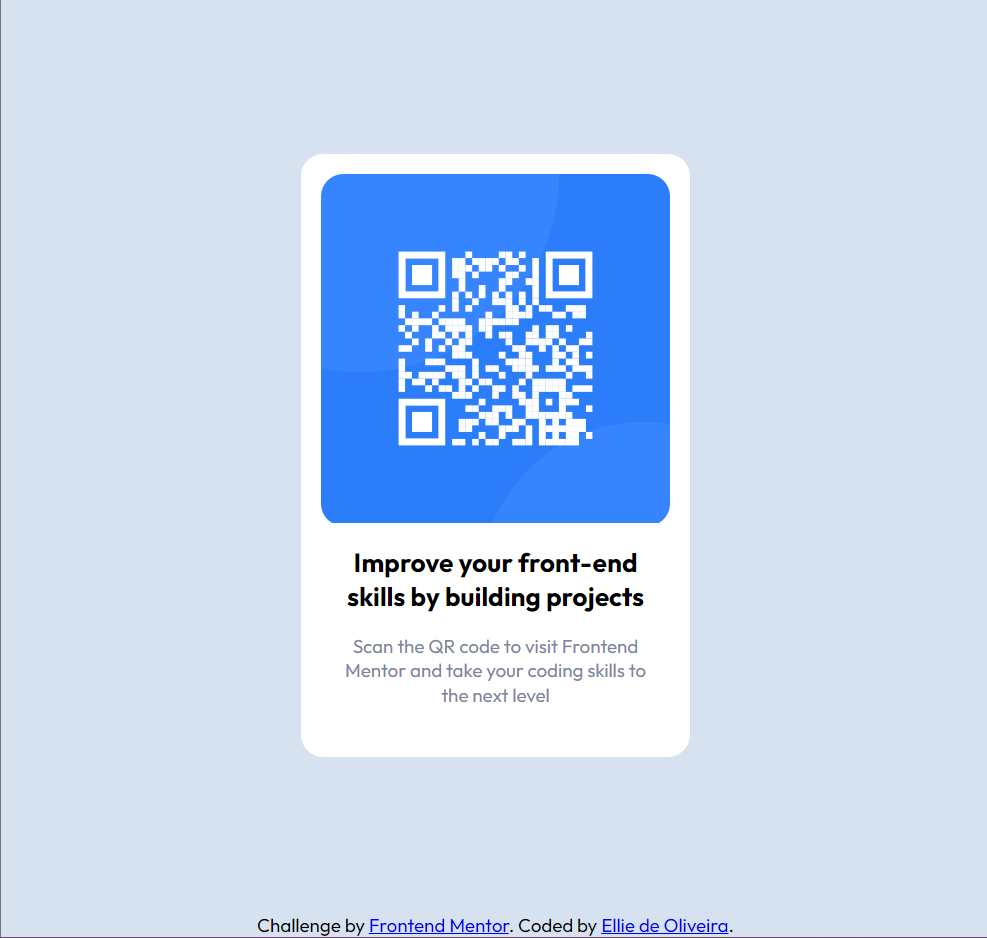 Improve your front-end
skills by building projects
Scan the QR code to visit Frontend
Mentor and take your coding skills to
the next level
Challenge by Frontend Mentor. Coded by Ellie de Oliveira.